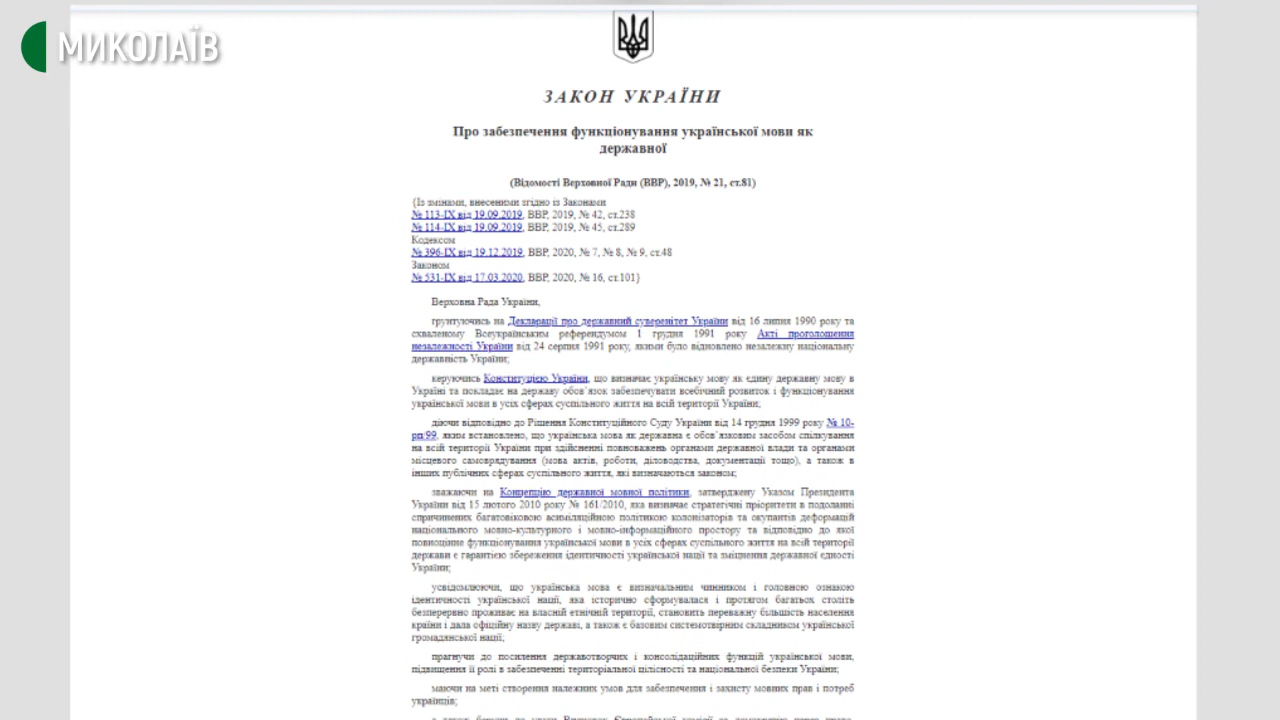 МИКОЛАЇВ
ЗАКОН УКРАЇНИ
Про забезпечення функціонування української мови як
державної
(Відомості Верховної Ради (ВВР), 2019, № 21, ст.81)
{Із змінами, внесеними згідно із Законами
№ 113-IX від 19.09.2019, ВВР, 2019, № 42, ст.238
№ 114-IX від 19.09.2019, ВВР, 2019, № 45, ст.289
Кодексом
№ 396-IX від 19.12.2019, ВВР, 2020, № 7, № 8, № 9, ст.48
Законом
№ 531-IX від 17.03.2020, ВВР, 2020, № 16, ст.101}
Верховна Рада України,
ґрунтуючись на Декларації про державний суверенітет України від 16 липня 1990 року та
схваленому Всеукраїнським референдумом 1 грудня 1991 року Акті проголошення
незалежності України від 24 серпня 1991 року, якими було відновлено незалежну національну
державність України;
керуючись Конституцією України, що визначає українську мову як єдину державну мову в
Україні та покладає на державу обов’язок забезпечувати всебічний розвиток і функціонування
української мови в усіх сферах суспільного життя на всій території України;
діючи відповідно до Рішення Конституційного Суду України від 14 грудня 1999 року № 10-
рп/99, яким встановлено, що українська мова як державна є обов’язковим засобом спілкування
на всій території України при здійсненні повноважень органами державної влади та органами
місцевого самоврядування (мова актів, роботи, діловодства, документації тощо), а також в
інших публічних сферах суспільного життя, які визначаються законом;
зважаючи на Концепцію державної мовної політики, затверджену Указом Президента
України від 15 лютого 2010 року № 161/2010, яка визначає стратегічні пріоритети в подоланні
спричинених багатовіковою асиміляційною політикою колонізаторів та окупантів деформацій
національного мовно-культурного і мовно-інформаційного простору та відповідно до якої
повноцінне функціонування української мови в усіх сферах суспільного життя на всій території
держави є гарантією збереження ідентичності української нації та зміцнення державної єдності
України;
усвідомлюючи, що українська мова є визначальним чинником і головною ознакою
ідентичності української нації, яка історично сформувалася і протягом багатьох століть
безперервно проживає на власній етнічній території, становить переважну більшість населення
країни і дала офіційну назву державі, а також є базовим системотвірним складником української
громадянської нації;
прагнучи до посилення державотворчих і консолідаційних функцій української мови,
підвищення її ролі в забезпеченні територіальної цілісності та національної безпеки України;
маючи на меті створення належних умов для забезпечення і захисту мовних прав і потреб
українців;